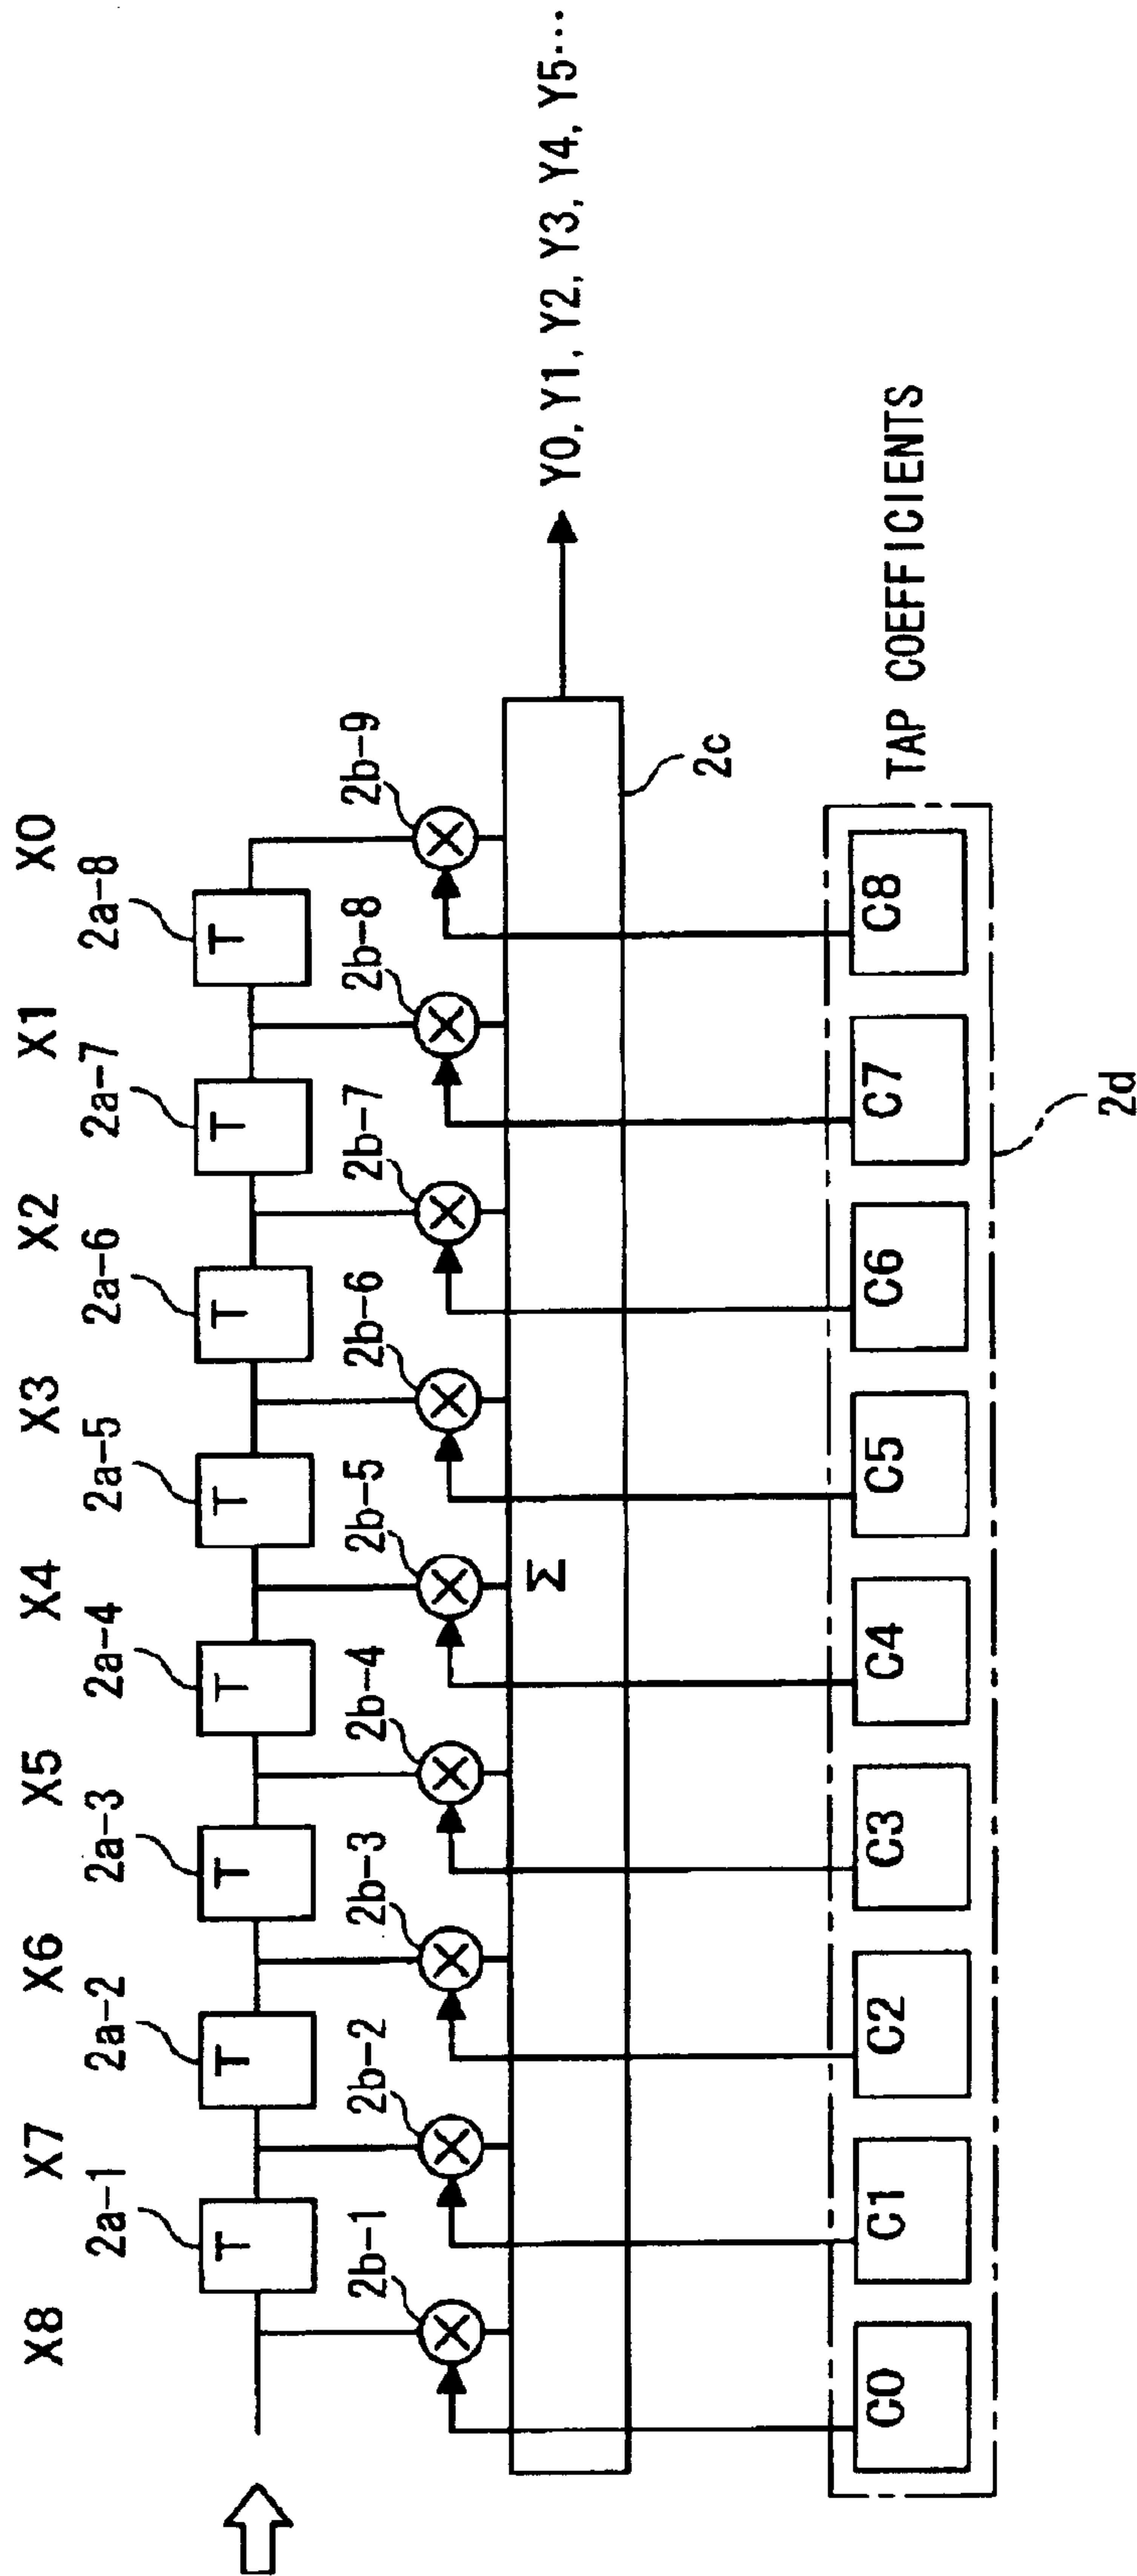 X8 X7 X6 X5 X4 X3 X2 X1 X0
2a-1 2a-2 2a-3 2a-4 2a-5 2a-6 2a-7 2a-8
T T T T T T T T
2b-1 2b-2 2b-3 2b-4 2b-5 2b-6 2b-7 2b-8 2b-9
Σ
Y0, Y1, Y2, Y3, Y4, Y5···
2c
TAP COEFFICIENTS
C0 C1 C2 C3 C4 C5 C6 C7 C8
2d